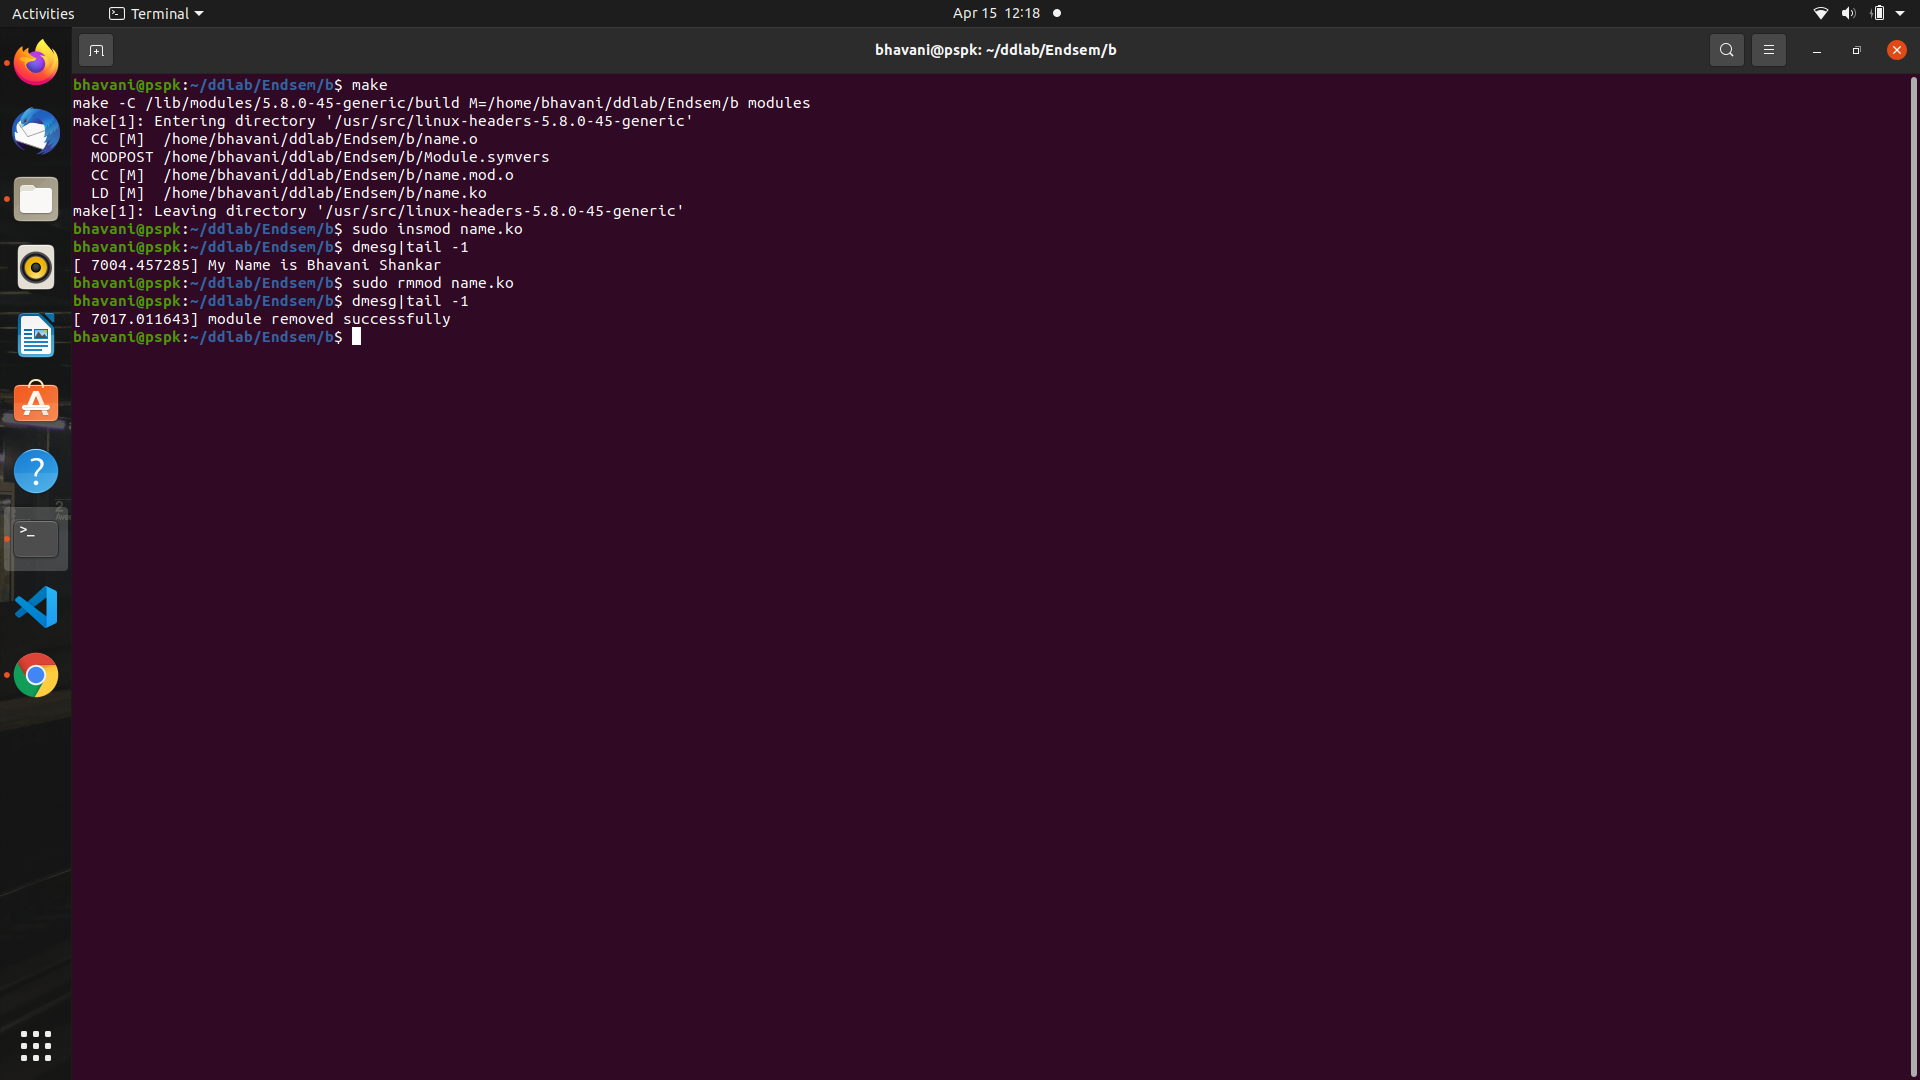 Activities
Terminal
Apr 15 12:18
bhavani@pspk: ~/ddlab/Endsem/b
bhavani@pspk:~/ddlab/Endsem/b$ make
make -C /lib/modules/5.8.0-45-generic/build M=/home/bhavani/ddlab/Endsem/b modules
make[1]: Entering directory '/usr/src/linux-headers-5.8.0-45-generic'
  CC [M]  /home/bhavani/ddlab/Endsem/b/name.o
  MODPOST /home/bhavani/ddlab/Endsem/b/Module.symvers
  CC [M]  /home/bhavani/ddlab/Endsem/b/name.mod.o
  LD [M]  /home/bhavani/ddlab/Endsem/b/name.ko
make[1]: Leaving directory '/usr/src/linux-headers-5.8.0-45-generic'
bhavani@pspk:~/ddlab/Endsem/b$ sudo insmod name.ko
bhavani@pspk:~/ddlab/Endsem/b$ dmesg|tail -1
[ 7004.457285] My Name is Bhavani Shankar
bhavani@pspk:~/ddlab/Endsem/b$ sudo rmmod name.ko
bhavani@pspk:~/ddlab/Endsem/b$ dmesg|tail -1
[ 7017.011643] module removed successfully
bhavani@pspk:~/ddlab/Endsem/b$